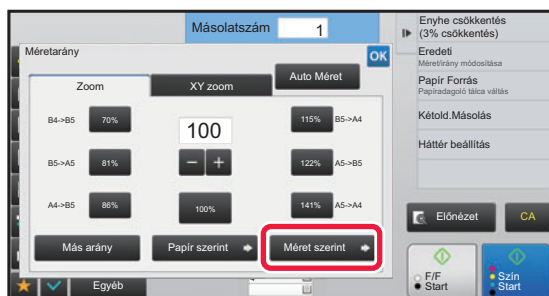 Másolatszám 1
Méretarány
OK
Zoom
XY zoom
Auto Méret
B4->B5 70%
100
115% B5->A4
B5->A5 81%
122% A5->B5
A4->B5 86%
100%
141% A5->A4
Más arány
Papír szerint
Méret szerint
Egyéb
Enyhe csökkentés
(3% csökkentés)
Eredeti
Méret/irány módosítása
Papír Forrás
Papíradagoló tálca váltás
Kétold.Másolás
Háttér beállítás
Előnézet
CA
F/F
Start
Szín
Start